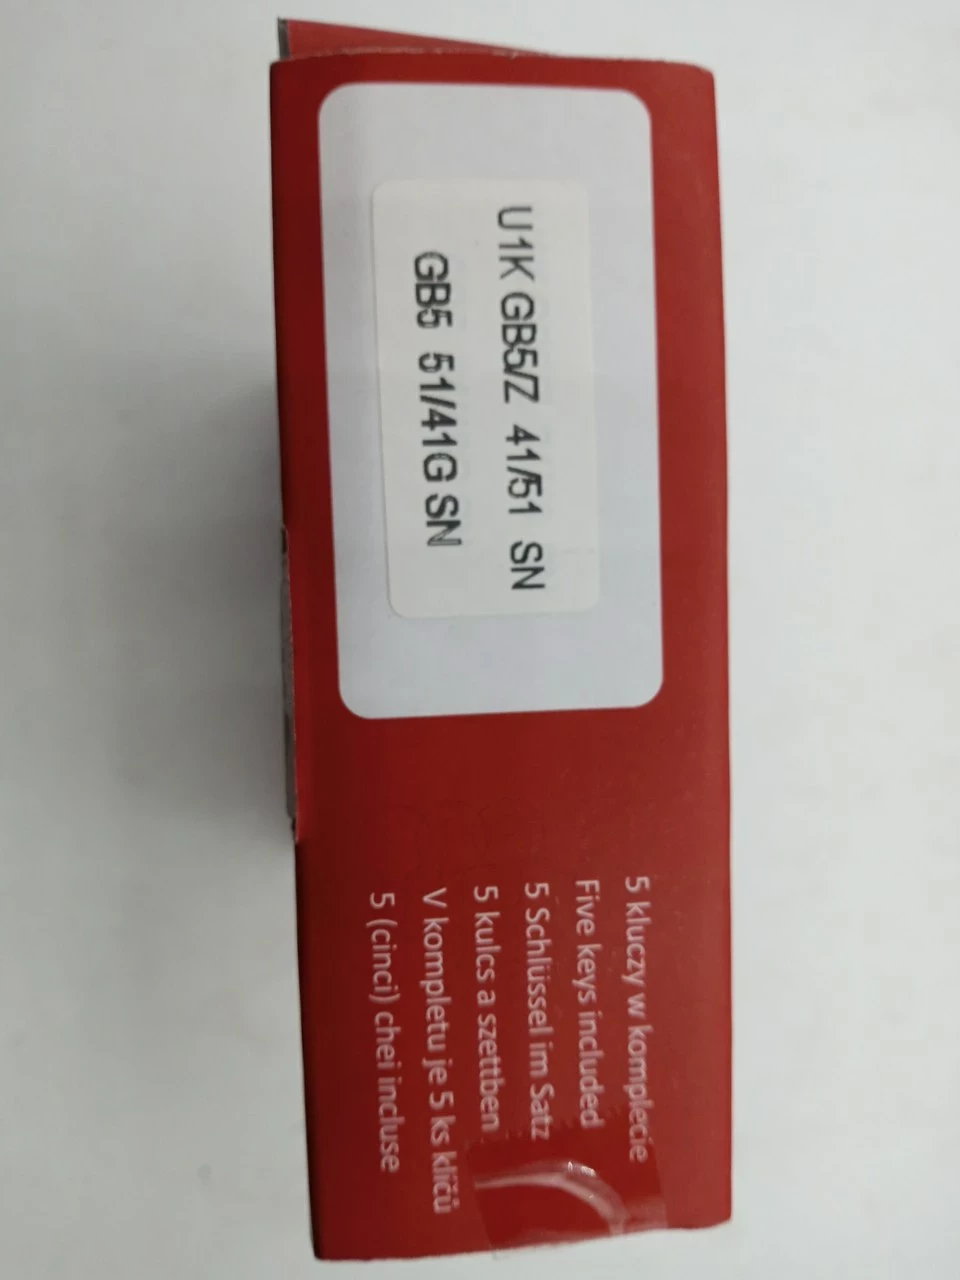 U1K GB5/Z 41/51 SN
GB5 51/41G SN
5 kluczy w komplecie
Five keys included
5 Schlüssel im Satz
5 kulcs a szettben
V kompletu je 5 ks klíčů
5 (cinci) chei incluse